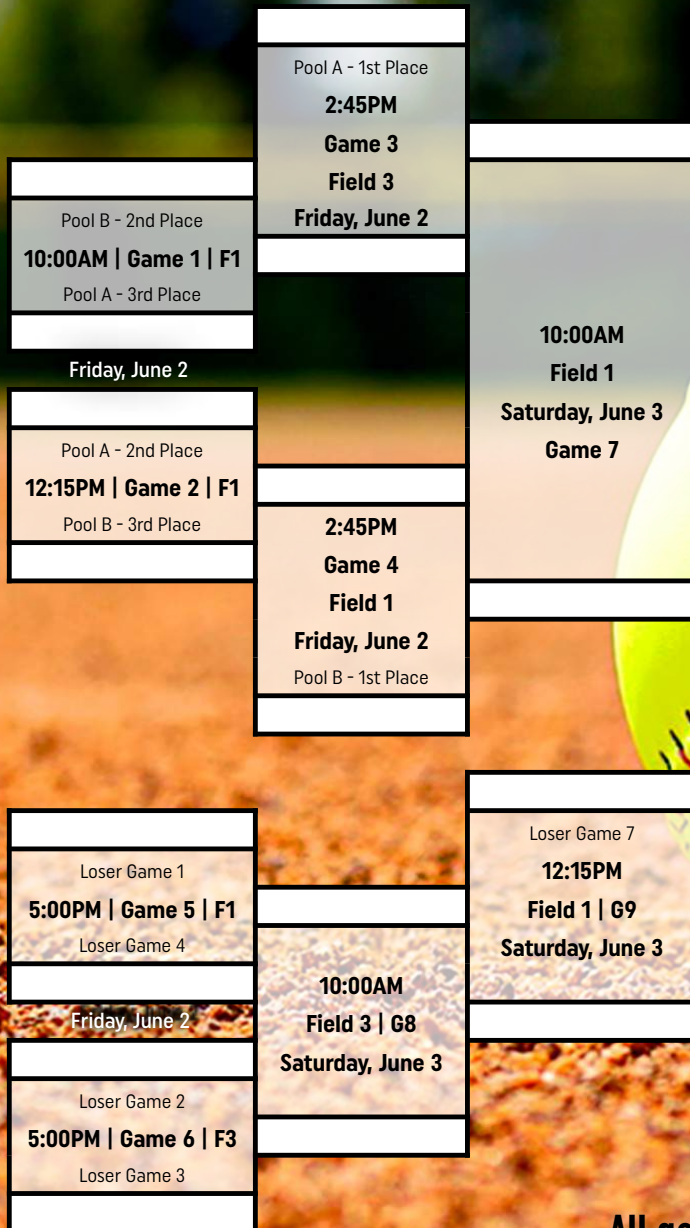 Pool A - 1st Place
2:45PM
Game 3
Field 3
Friday, June 2
Pool B - 2nd Place
10:00AM | Game 1 | F1
Pool A - 3rd Place
Friday, June 2
Pool A - 2nd Place
12:15PM | Game 2 | F1
Pool B - 3rd Place
2:45PM
Game 4
Field 1
Friday, June 2
Pool B - 1st Place
10:00AM
Field 1
Saturday, June 3
Game 7
Loser Game 1
5:00PM | Game 5 | F1
Loser Game 4
Friday, June 2
Loser Game 2
5:00PM | Game 6 | F3
Loser Game 3
10:00AM
Field 3 | G8
Saturday, June 3
Loser Game 7
12:15PM
Field 1 | G9
Saturday, June 3